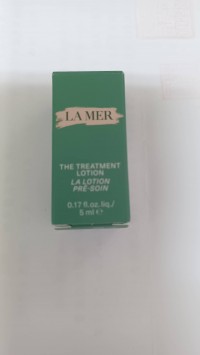 LA MER
THE TREATMENT
LOTION
LA LOTION
PRÉ-SOIN
0.17 fl.oz.liq./
5 ml ℮